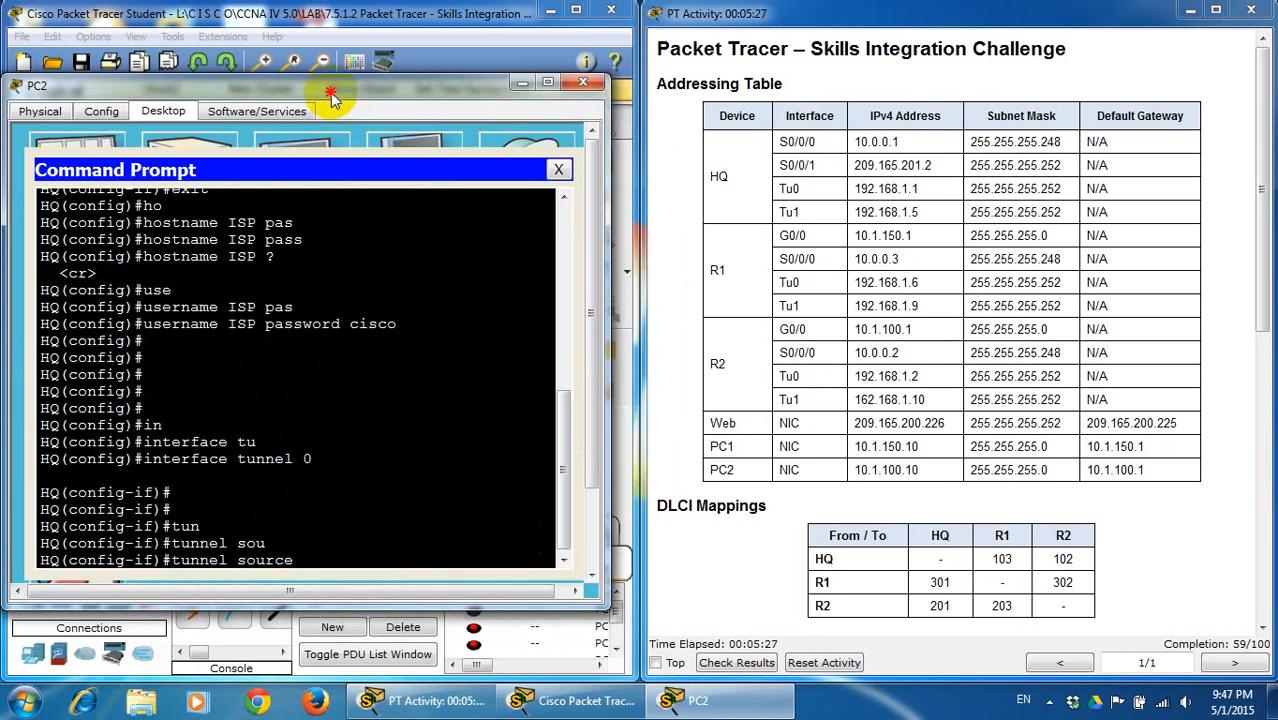 Cisco Packet Tracer Student - L:\C I S C O\CCNA IV 5.0\LAB\7.5.1.2 Packet Tracer - Skills Integration ...
File Edit Options View Tools Extensions Help
PC2
Physical Config Desktop Software/Services
Command Prompt X
HQ(config-if)#exit
HQ(config)#ho
HQ(config)#hostname ISP pas
HQ(config)#hostname ISP pass
HQ(config)#hostname ISP ?
<cr>
HQ(config)#use
HQ(config)#username ISP pas
HQ(config)#username ISP password cisco
HQ(config)#
HQ(config)#
HQ(config)#
HQ(config)#
HQ(config)#
HQ(config)#in
HQ(config)#interface tu
HQ(config)#interface tunnel 0
HQ(config-if)#
HQ(config-if)#
HQ(config-if)#tun
HQ(config-if)#tunnel sou
HQ(config-if)#tunnel source
Connections
New Delete
Toggle PDU List Window
Console
-- PC
-- PC
-- PC
PT Activity: 00:05:27
Packet Tracer – Skills Integration Challenge
Addressing Table
Device Interface IPv4 Address Subnet Mask Default Gateway
HQ S0/0/0 10.0.0.1 255.255.255.248 N/A
S0/0/1 209.165.201.2 255.255.255.252 N/A
Tu0 192.168.1.1 255.255.255.252 N/A
Tu1 192.168.1.5 255.255.255.252 N/A
R1 G0/0 10.1.150.1 255.255.255.0 N/A
S0/0/0 10.0.0.3 255.255.255.248 N/A
Tu0 192.168.1.6 255.255.255.252 N/A
Tu1 192.168.1.9 255.255.255.252 N/A
R2 G0/0 10.1.100.1 255.255.255.0 N/A
S0/0/0 10.0.0.2 255.255.255.248 N/A
Tu0 192.168.1.2 255.255.255.252 N/A
Tu1 162.168.1.10 255.255.255.252 N/A
Web NIC 209.165.200.226 255.255.255.252 209.165.200.225
PC1 NIC 10.1.150.10 255.255.255.0 10.1.150.1
PC2 NIC 10.1.100.10 255.255.255.0 10.1.100.1
DLCI Mappings
From / To HQ R1 R2
HQ - 103 102
R1 301 - 302
R2 201 203 -
Time Elapsed: 00:05:27 Completion: 59/100
Top Check Results Reset Activity < 1/1 >
PT Activity: 00:05:... Cisco Packet Tracer ... PC2
EN 9:47 PM
5/1/2015